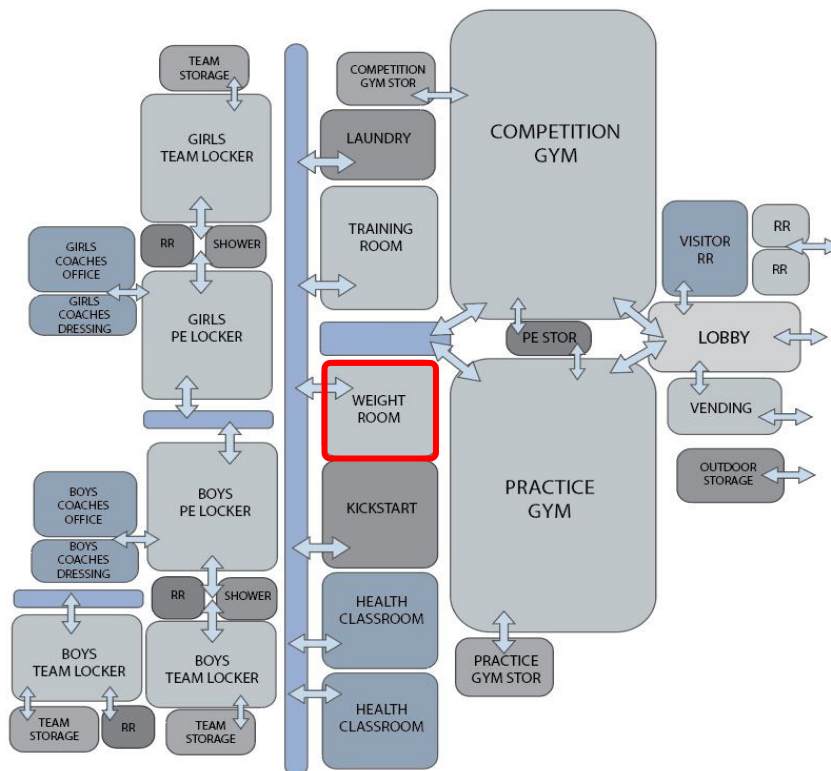 TEAM
STORAGE
GIRLS
TEAM LOCKER
RR
SHOWER
GIRLS
COACHES
OFFICE
GIRLS
COACHES
DRESSING
GIRLS
PE LOCKER
BOYS
COACHES
OFFICE
BOYS
COACHES
DRESSING
BOYS
PE LOCKER
RR
SHOWER
BOYS
TEAM LOCKER
BOYS
TEAM LOCKER
TEAM
STORAGE
RR
TEAM
STORAGE
COMPETITION
GYM STOR
LAUNDRY
TRAINING
ROOM
WEIGHT
ROOM
KICKSTART
HEALTH
CLASSROOM
HEALTH
CLASSROOM
COMPETITION
GYM
PE STOR
PRACTICE
GYM
PRACTICE
GYM STOR
VISITOR
RR
RR
RR
LOBBY
VENDING
OUTDOOR
STORAGE